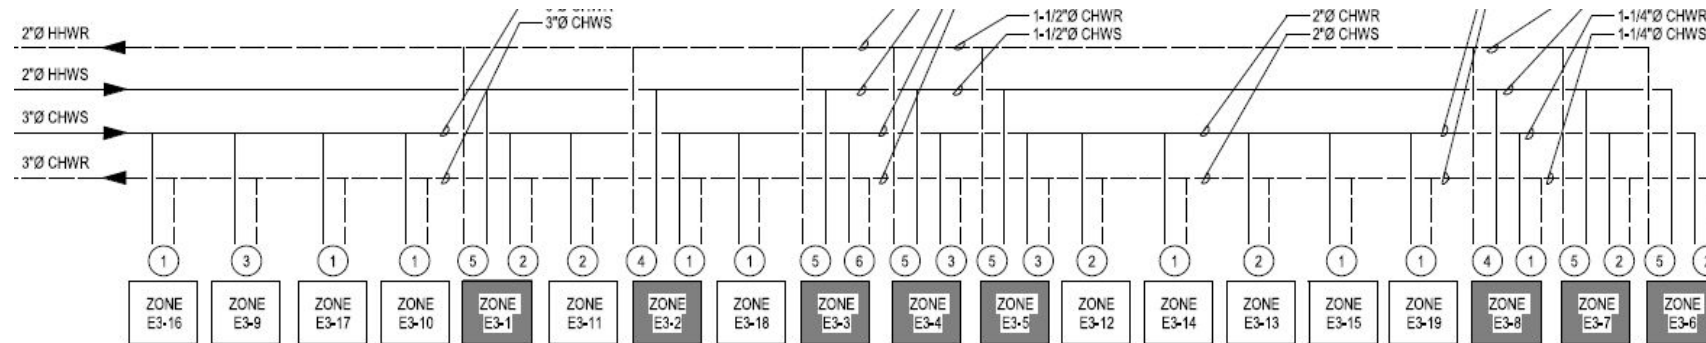 3"Ø CHWS
1-1/2"Ø CHWR
1-1/2"Ø CHWS
2"Ø CHWR
2"Ø CHWS
1-1/4"Ø CHWR
1-1/4"Ø CHWS
2"Ø HHWR
2"Ø HHWS
3"Ø CHWS
3"Ø CHWR
1 3 1 1 5 2 2 4 1 1 5 6 5 3 5 3 2 1 2 1 1 4 1 5 2 5
ZONE ZONE ZONE ZONE ZONE ZONE ZONE ZONE ZONE ZONE ZONE ZONE ZONE ZONE ZONE ZONE ZONE ZONE ZONE
E3-16 E3-9 E3-17 E3-10 E3-1 E3-11 E3-2 E3-18 E3-3 E3-4 E3-5 E3-12 E3-14 E3-13 E3-15 E3-19 E3-8 E3-7 E3-6